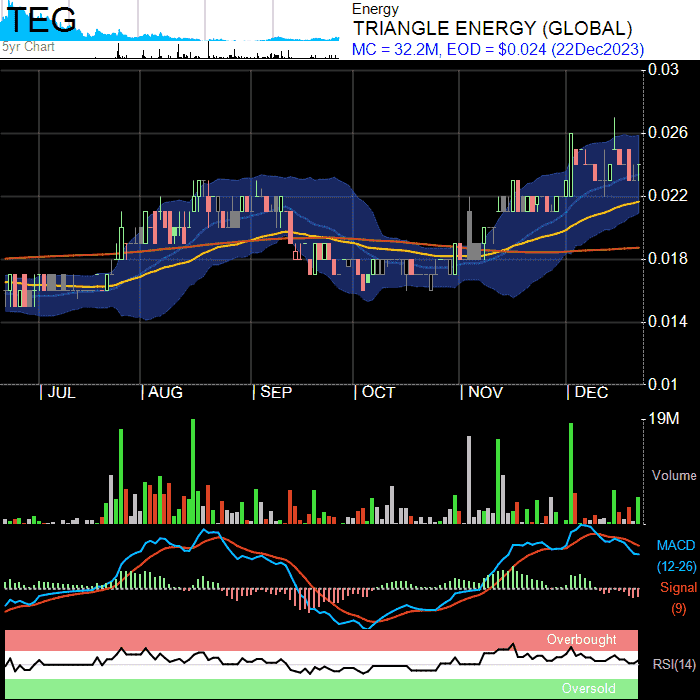 TEG
5yr Chart
Energy
TRIANGLE ENERGY (GLOBAL)
MC = 32.2M, EOD = $0.024 (22Dec2023)
0.03
0.026
0.022
0.018
0.014
0.01
| JUL | AUG | SEP | OCT | NOV | DEC
19M
Volume
MACD
(12-26)
Signal
(9)
Overbought
RSI(14)
Oversold